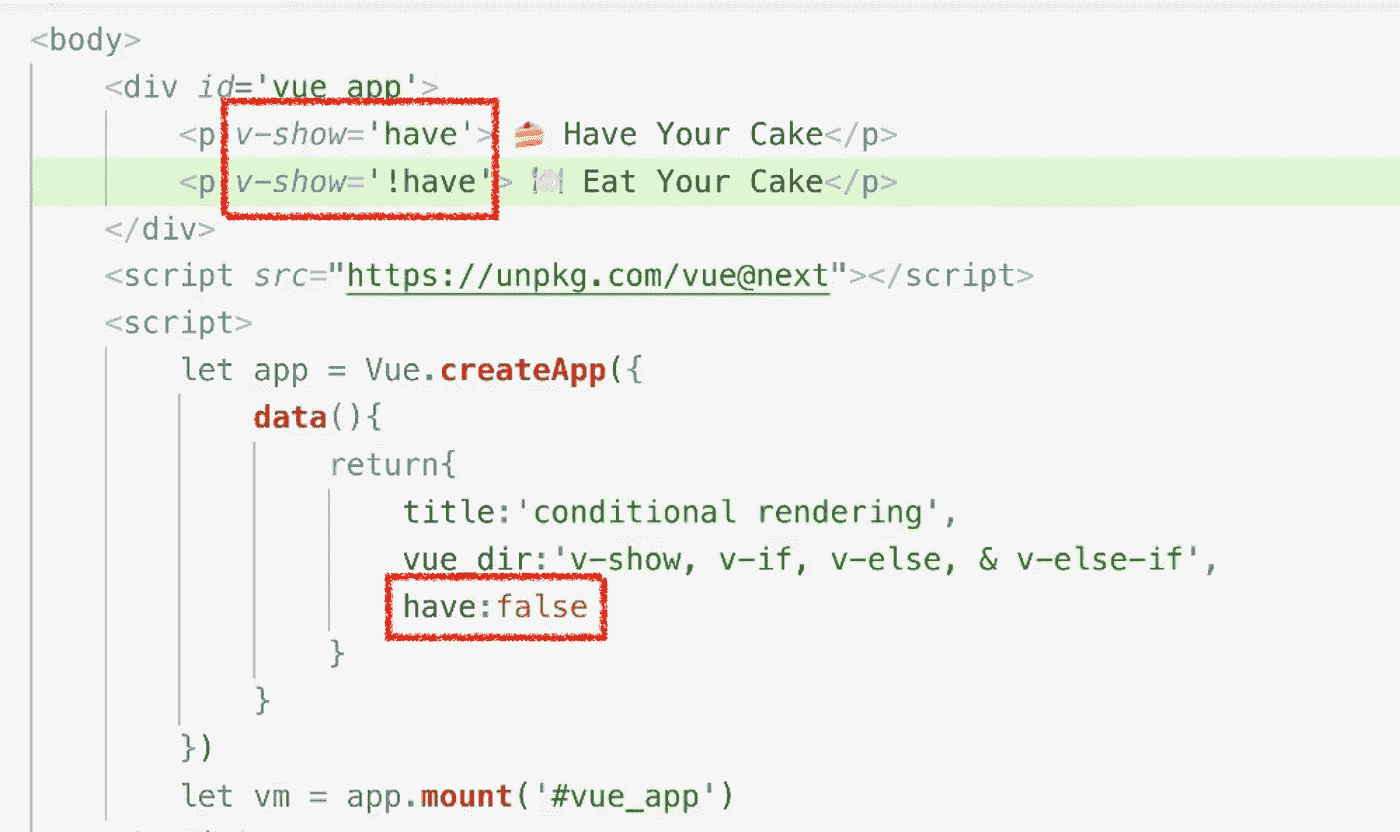 <body>
<div id='vue_app'>
<p v-show='have'> 🍰 Have Your Cake</p>
<p v-show='!have'> 🍽 Eat Your Cake</p>
</div>
<script src="https://unpkg.com/vue@next"></script>
<script>
let app = Vue.createApp({
data(){
return{
title:'conditional rendering',
vue_dir:'v-show, v-if, v-else, & v-else-if',
have:false
}
}
})
let vm = app.mount('#vue_app')